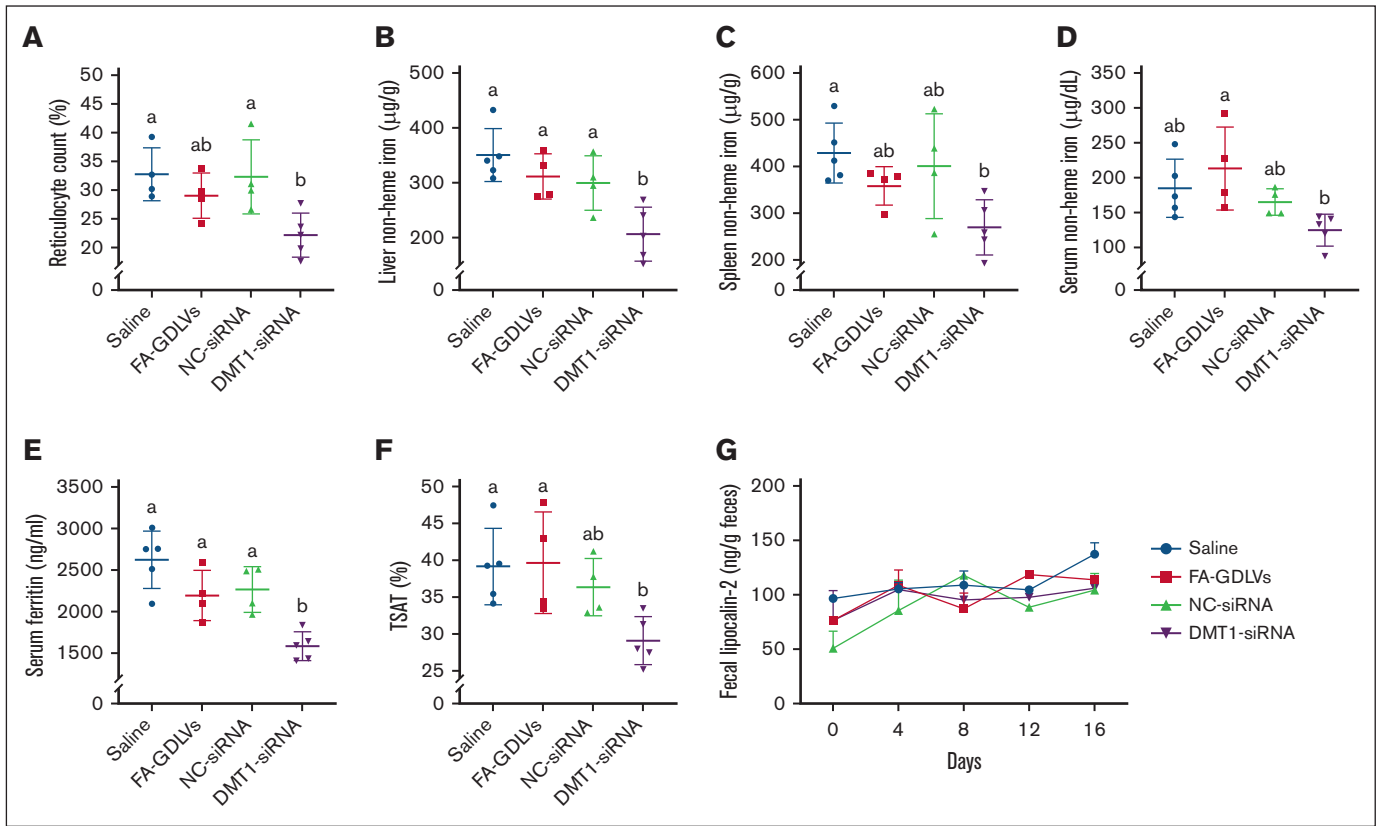 A
Reticulocyte count (%)
50
45
40
35
30
25
20
0
a
ab
a
b
Saline
FA-GDLVs
NC-siRNA
DMT1-siRNA
B
Liver non-heme iron (μg/g)
500
400
300
200
0
a
a
a
b
Saline
FA-GDLVs
NC-siRNA
DMT1-siRNA
C
Spleen non-heme iron (μg/g)
600
500
400
300
200
0
a
ab
ab
b
Saline
FA-GDLVs
NC-siRNA
DMT1-siRNA
D
Serum non-heme iron (μg/dL)
350
300
250
200
150
100
0
ab
a
ab
b
Saline
FA-GDLVs
NC-siRNA
DMT1-siRNA
E
Serum ferritin (ng/ml)
3500
3000
2500
2000
1500
0
a
a
a
b
Saline
FA-GDLVs
NC-siRNA
DMT1-siRNA
F
TSAT (%)
50
45
40
35
30
25
0
a
a
ab
b
Saline
FA-GDLVs
NC-siRNA
DMT1-siRNA
G
Fecal lipocalin-2 (ng/g feces)
200
150
100
50
0
0 4 8 12 16
Days
Saline
FA-GDLVs
NC-siRNA
DMT1-siRNA